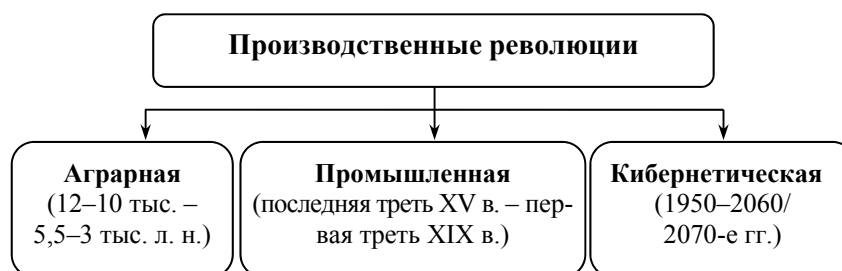 Производственные революции
Аграрная
(12–10 тыс. –
5,5–3 тыс. л. н.)
Промышленная
(последняя треть XV в. – пер-
вая треть XIX в.)
Кибернетическая
(1950–2060/
2070-е гг.)